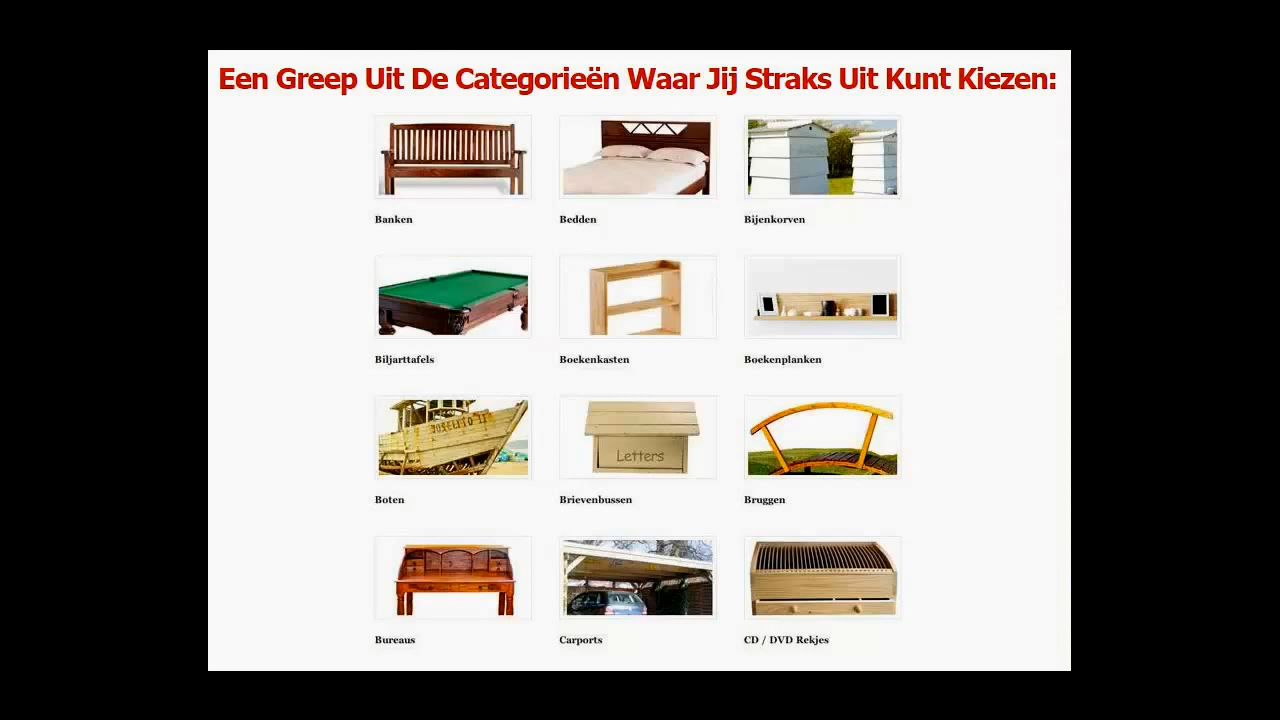 Een Greep Uit De Categorieën Waar Jij Straks Uit Kunt Kiezen:
Banken
Bedden
Bijenkorven
Biljarttafels
Boekenkasten
Boekenplanken
Letters
Boten
Brievenbussen
Bruggen
Bureaus
Carports
CD / DVD Rekjes